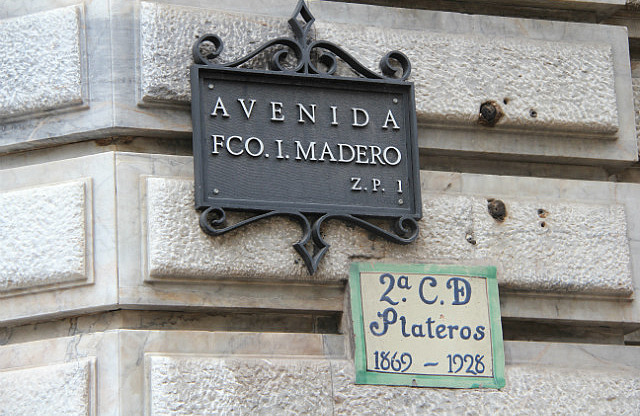 AVENIDA
FCO. I. MADERO
Z.P. 1
2ª C. D
Plateros
1869 - 1928